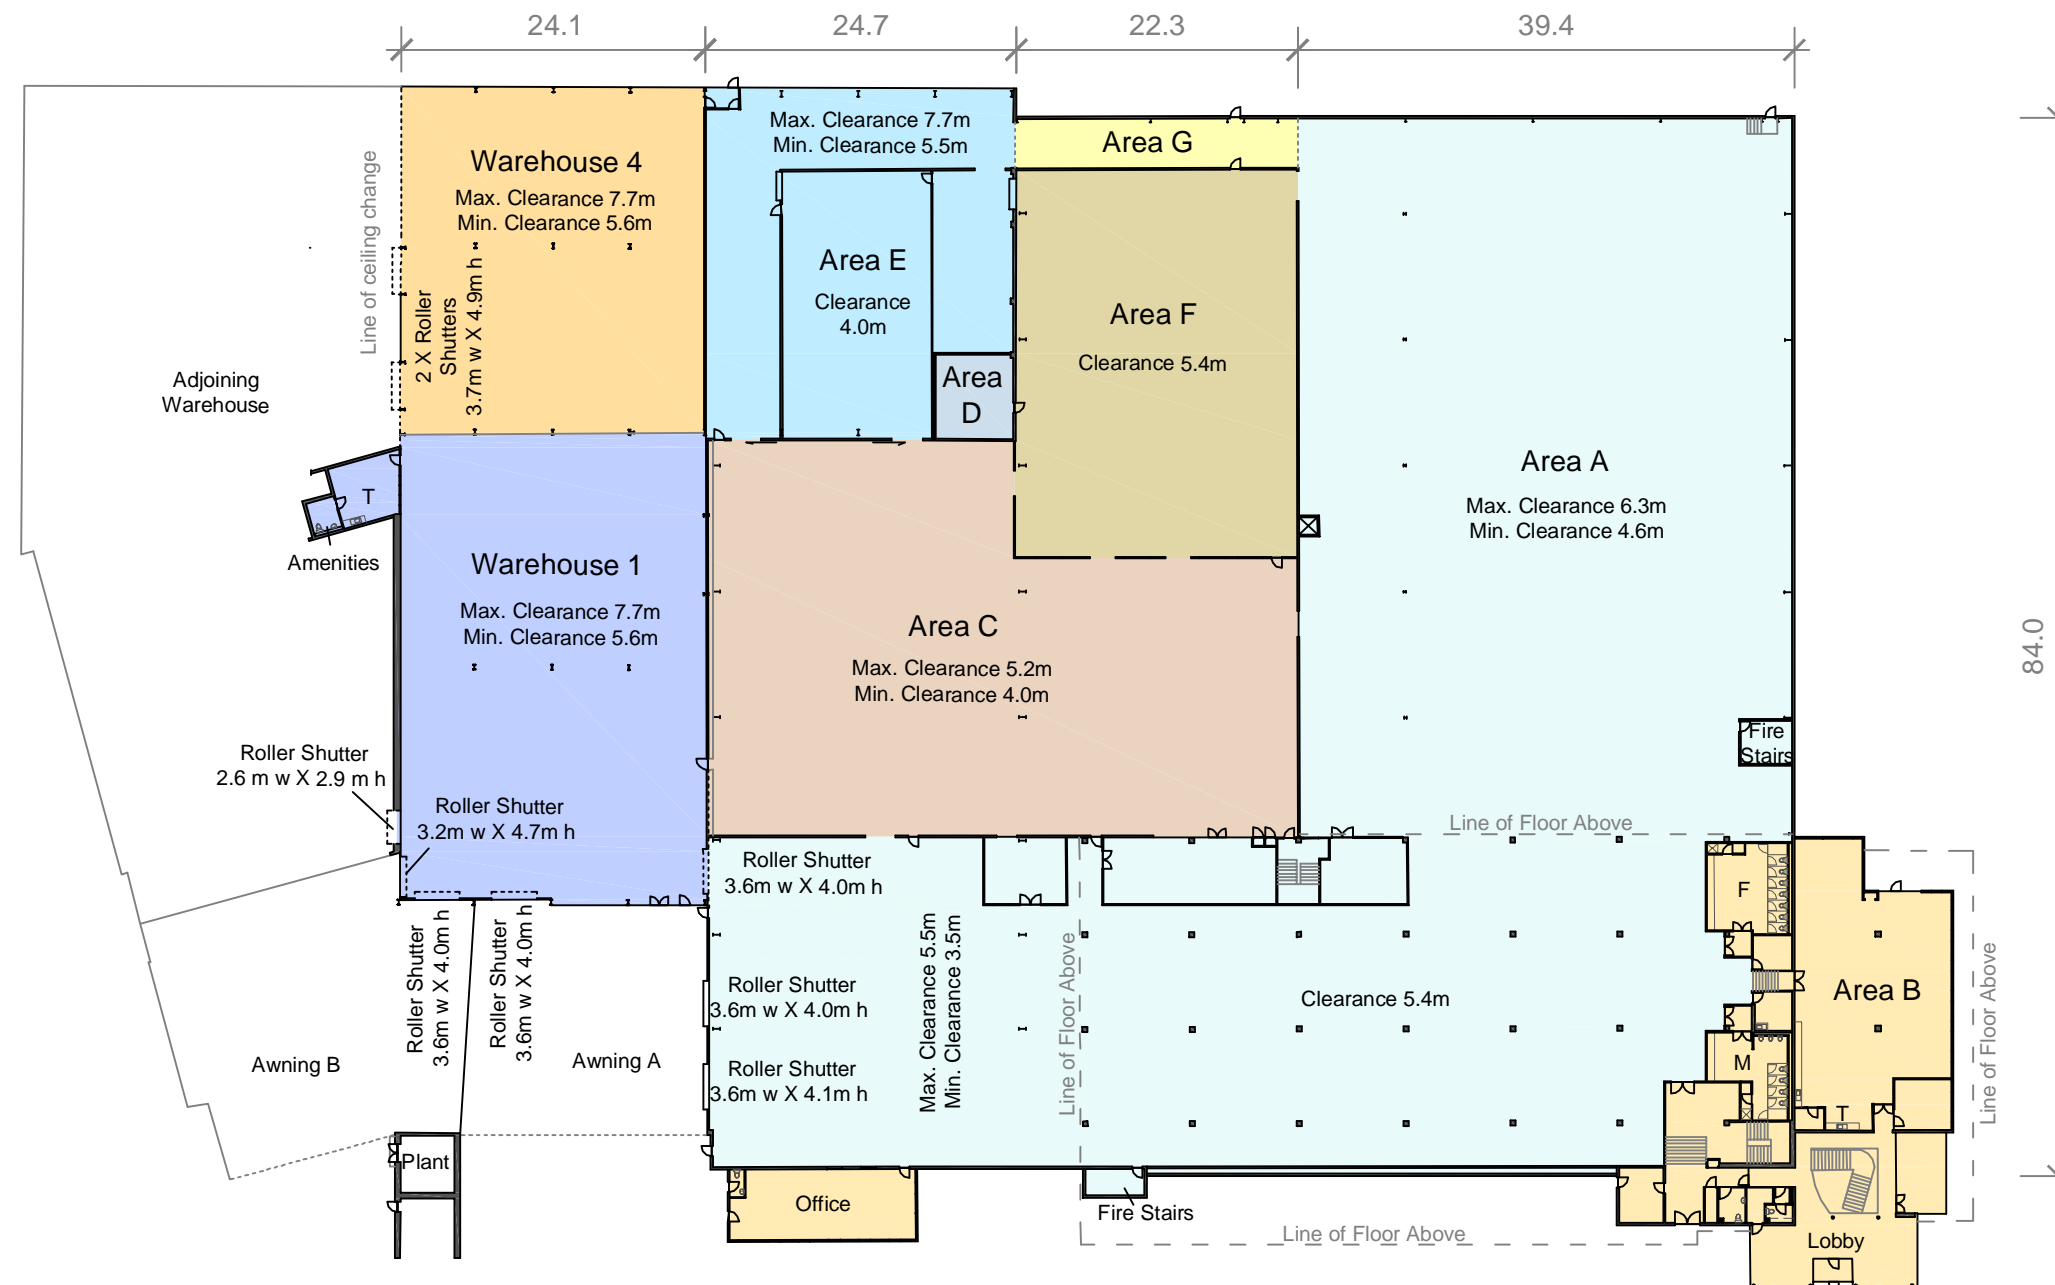 24.1
24.7
22.3
39.4
84.0
Warehouse 4
Max. Clearance 7.7m
Min. Clearance 5.6m
Line of ceiling change
2 X Roller
Shutters
3.7m w X 4.9m h
Max. Clearance 7.7m
Min. Clearance 5.5m
Area G
Area E
Clearance
4.0m
Area
D
Area F
Clearance 5.4m
Area A
Max. Clearance 6.3m
Min. Clearance 4.6m
Adjoining
Warehouse
T
Amenities
Warehouse 1
Max. Clearance 7.7m
Min. Clearance 5.6m
Area C
Max. Clearance 5.2m
Min. Clearance 4.0m
Fire
Stairs
Roller Shutter
2.6 m w X 2.9 m h
Roller Shutter
3.2m w X 4.7m h
Line of Floor Above
Roller Shutter
3.6m w X 4.0m h
F
Roller Shutter
3.6m w X 4.0m h
Roller Shutter
3.6m w X 4.0m h
Max. Clearance 5.5m
Min. Clearance 3.5m
Line of Floor Above
Roller Shutter
3.6m w X 4.0m h
Clearance 5.4m
Area B
Line of Floor Above
Awning B
Awning A
Roller Shutter
3.6m w X 4.1m h
M
T
Plant
Office
Fire Stairs
Line of Floor Above
Lobby